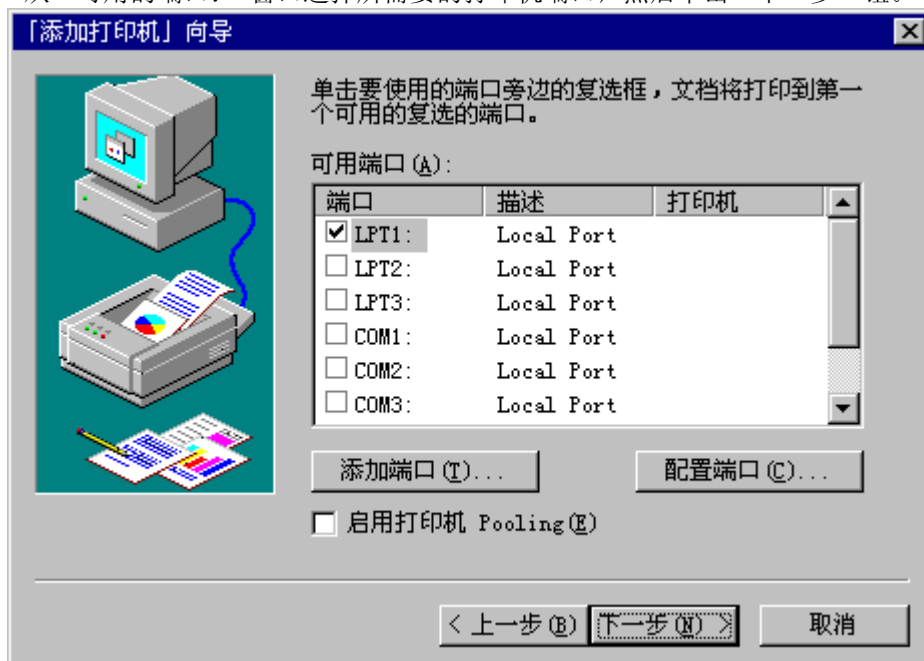 「添加打印机」向导
单击要使用的端口旁边的复选框，文档将打印到第一
个可用的复选的端口。
可用端口(A):
端口 描述 打印机
LPT1: Local Port
LPT2: Local Port
LPT3: Local Port
COM1: Local Port
COM2: Local Port
COM3: Local Port
添加端口(T)... 配置端口(C)...
启用打印机 Pooling(E)
< 上一步(B) 下一步(N) > 取消